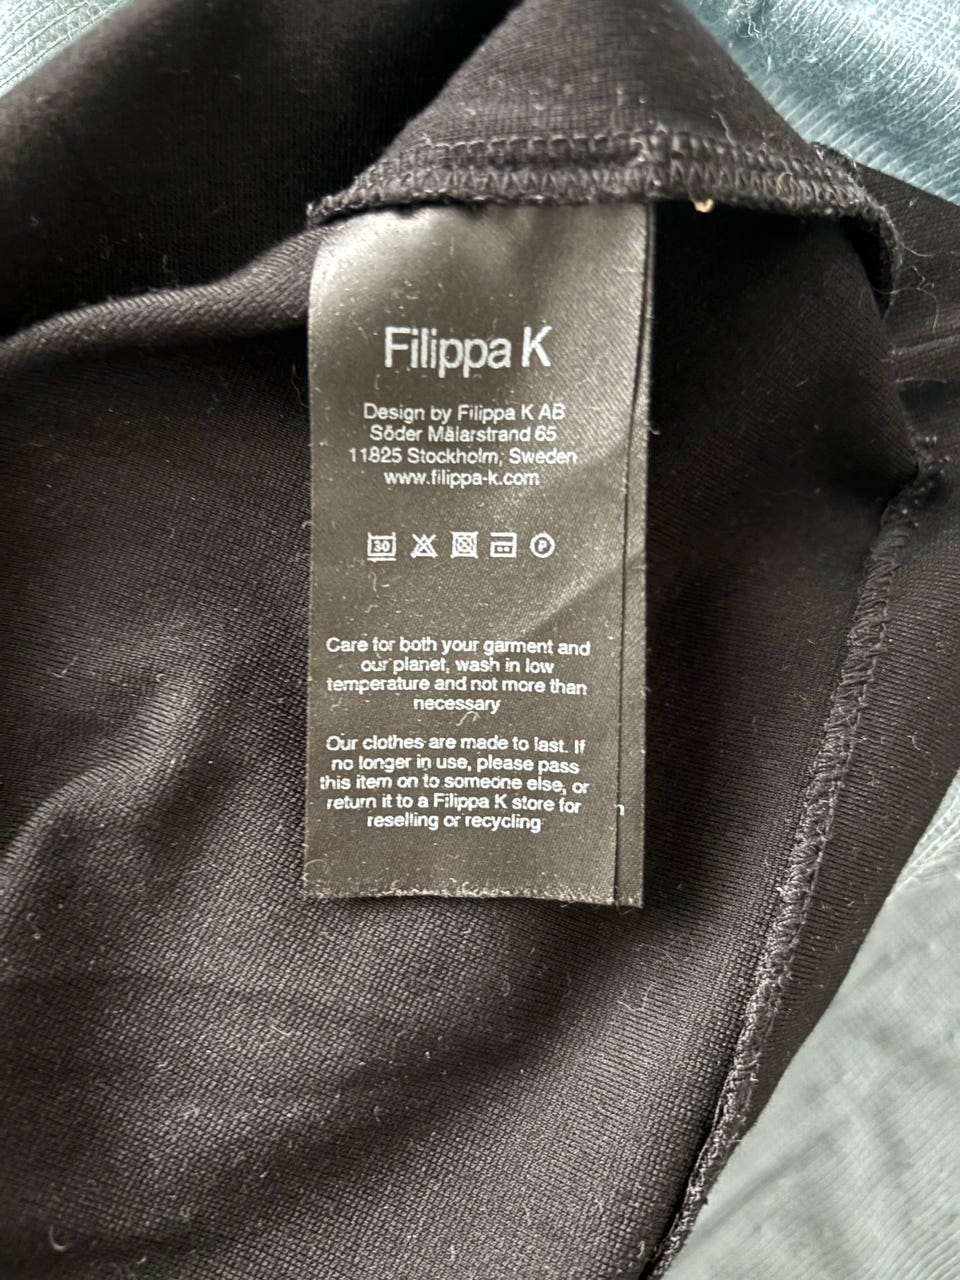 Filippa K
Design by Filippa K AB
Söder Mälarstrand 65
11825 Stockholm, Sweden
www.filippa-k.com
30
P
Care for both your garment and
our planet, wash in low
temperature and not more than
necessary
Our clothes are made to last. If
no longer in use, please pass
this item on to someone else, or
return it to a Filippa K store for
reselling or recycling